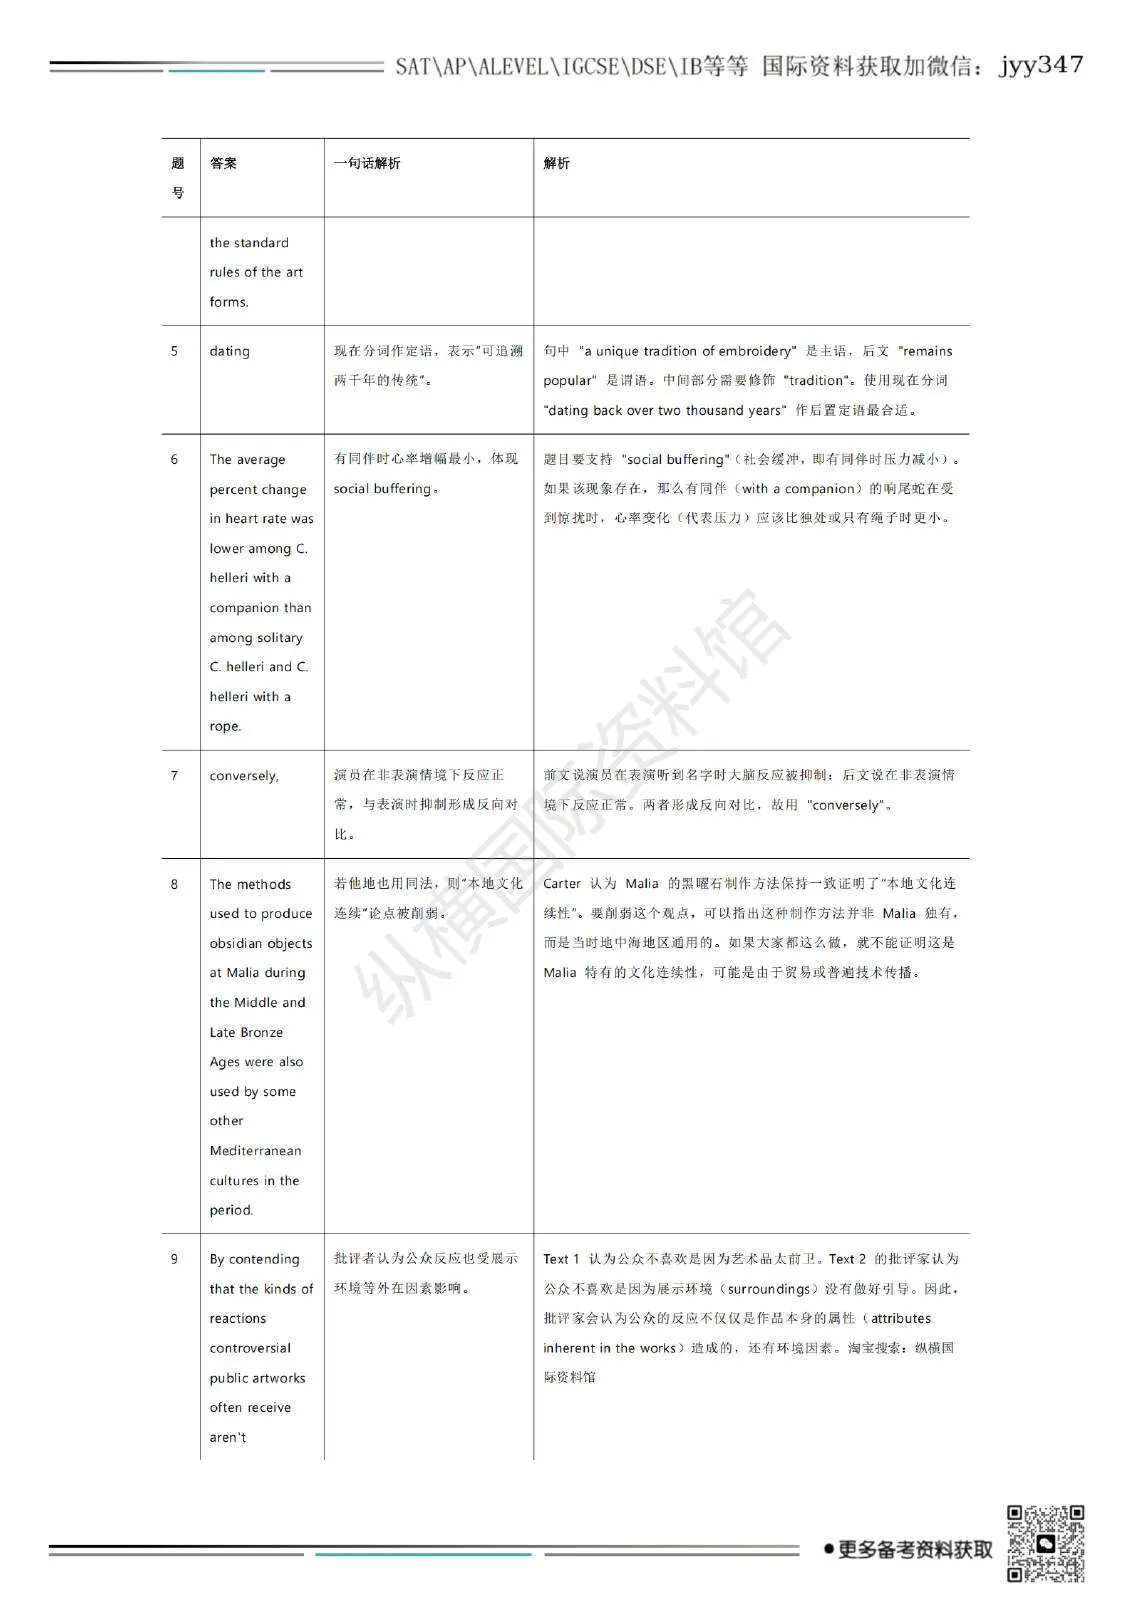 SAT\AP\ALEVEL\IGCSE\DSE\IB等等 国际资料获取加微信：jyy347
题
号
答案
一句话解析
解析
the standard
rules of the art
forms.
5
dating
现在分词作定语，表示"可追溯
两千年的传统"。
句中 "a unique tradition of embroidery" 是主语，后文 "remains
popular" 是谓语。中间部分需要修饰 "tradition"。使用现在分词
"dating back over two thousand years" 作后置定语最合适。
6
The average
percent change
in heart rate was
lower among C.
helleri with a
companion than
among solitary
C. helleri and C.
helleri with a
rope.
有同伴时心率增幅最小，体现
social buffering。
题目要支持 "social buffering"（社会缓冲，即有同伴时压力减小）。
如果该现象存在，那么有同伴（with a companion）的响尾蛇在受
到惊扰时，心率变化（代表压力）应该比独处或只有绳子时更小。
7
conversely,
演员在非表演情境下反应正
常，与表演时抑制形成反向对
比。
前文说演员在表演听到名字时大脑反应被抑制；后文说在非表演情
境下反应正常。两者形成反向对比，故用 "conversely"。
8
The methods
used to produce
obsidian objects
at Malia during
the Middle and
Late Bronze
Ages were also
used by some
other
Mediterranean
cultures in the
period.
若他地也用同法，则"本地文化
连续"论点被削弱。
Carter 认为 Malia 的黑曜石制作方法保持一致证明了"本地文化连
续性"。要削弱这个观点，可以指出这种制作方法并非 Malia 独有，
而是当时地中海地区通用的。如果大家都这么做，就不能证明这是
Malia 特有的文化连续性，可能是由于贸易或普遍技术传播。
9
By contending
that the kinds of
reactions
controversial
public artworks
often receive
aren't
批评者认为公众反应也受展示
环境等外在因素影响。
Text 1 认为公众不喜欢是因为艺术品太前卫。Text 2 的批评家认为
公众不喜欢是因为展示环境（surroundings）没有做好引导。因此，
批评家会认为公众的反应不仅仅是作品本身的属性（attributes
inherent in the works）造成的，还有环境因素。淘宝搜索：纵横国
际资料馆
纵横国际资料馆
●更多备考资料获取